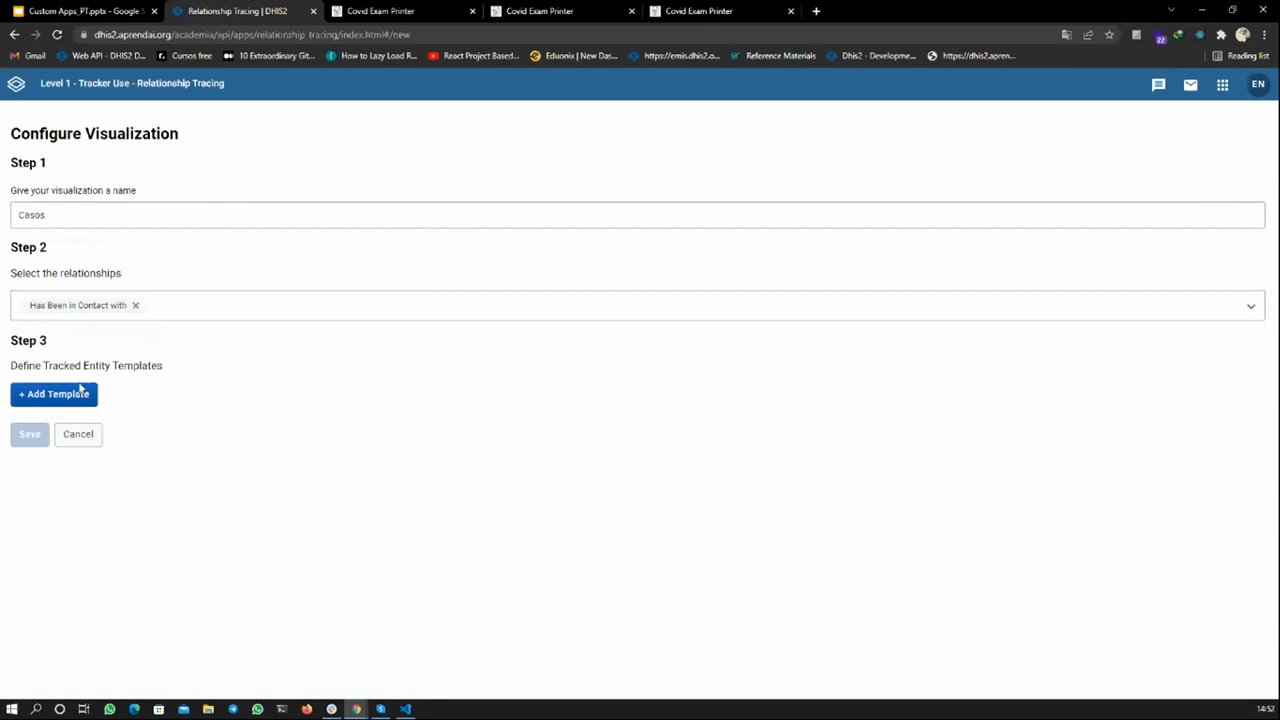 Custom Apps_PT.pptx - Google S
Relationship Tracing | DHIS2
Covid Exam Printer
Covid Exam Printer
Covid Exam Printer
dhis2.aprendai.org/academia/api/apps/relationship-tracing/index.html#/new
Gmail
Web API - DHIS2 D...
Cursos free
10 Extraordinary Git...
How to Lazy Load R...
React Project Based...
Eduonix | New Das...
https://emis.dhis2.o...
Reference Materials
Dhis2 - Developme...
https://dhis2.apren...
Reading list
Level 1 - Tracker Use - Relationship Tracing
EN
Configure Visualization
Step 1
Give your visualization a name
Casos
Step 2
Select the relationships
Has Been in Contact with
Step 3
Define Tracked Entity Templates
+ Add Template
Save
Cancel
14:52